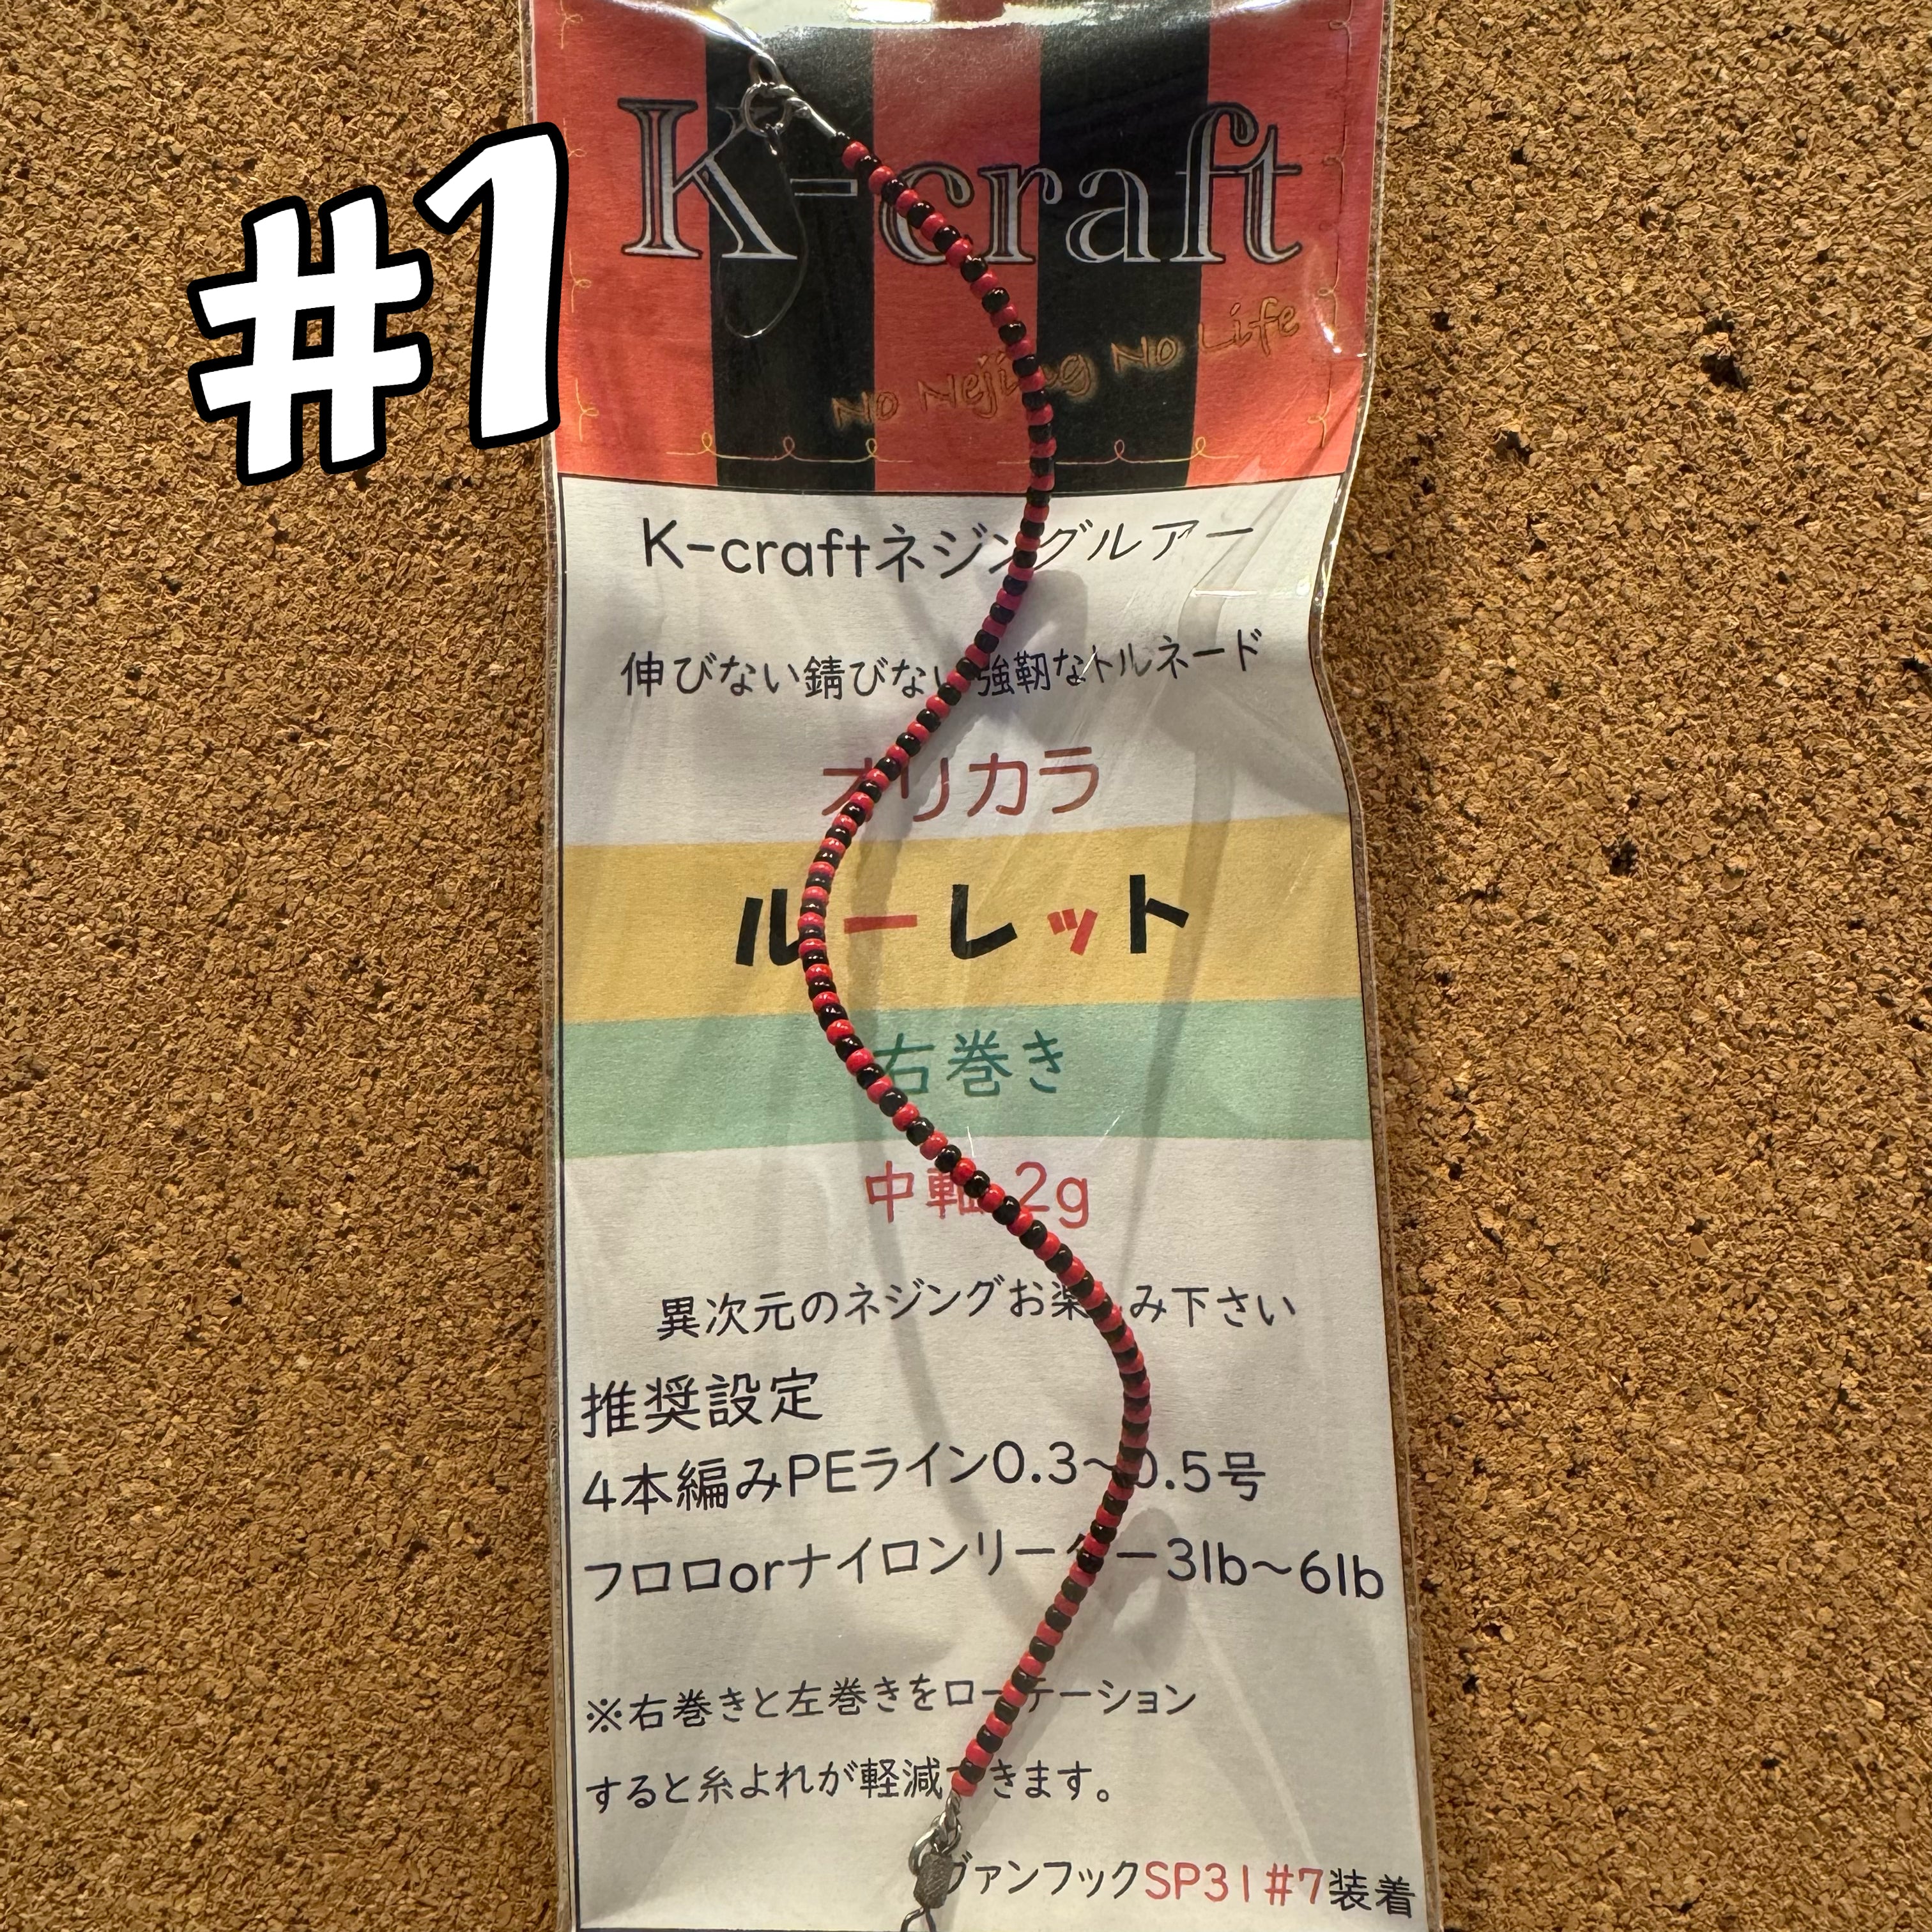 #1
K-craft
No Nejing No Life
K-craftネジングルアー
伸びない錆びない強靭なトルネード
オリカラ
ルーレット
右巻き
中軸 2g
異次元のネジングお楽しみ下さい
推奨設定
4本編みPEライン0.3〜0.5号
フロロorナイロンリーダー3lb〜6lb
※右巻きと左巻きをローテーション
すると糸よれが軽減できます。
ヴァンフックSP31#7装着